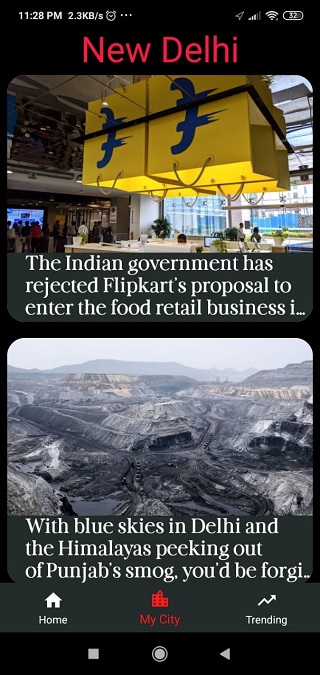 11:28 PM 2.3KB/s ...
32
New Delhi
The Indian government has
rejected Flipkart's proposal to
enter the food retail business i...
With blue skies in Delhi and
the Himalayas peeking out
of Punjab's smog, you'd be forgi..
Home
My City
Trending